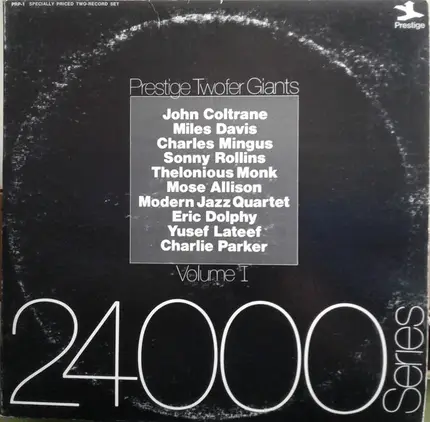 PRP-1 SPECIALLY PRICED TWO-RECORD SET
Prestige
Prestige Twofer Giants
John Coltrane
Miles Davis
Charles Mingus
Sonny Rollins
Thelonious Monk
Mose Allison
Modern Jazz Quartet
Eric Dolphy
Yusef Lateef
Charlie Parker
Volume I
24000
Series